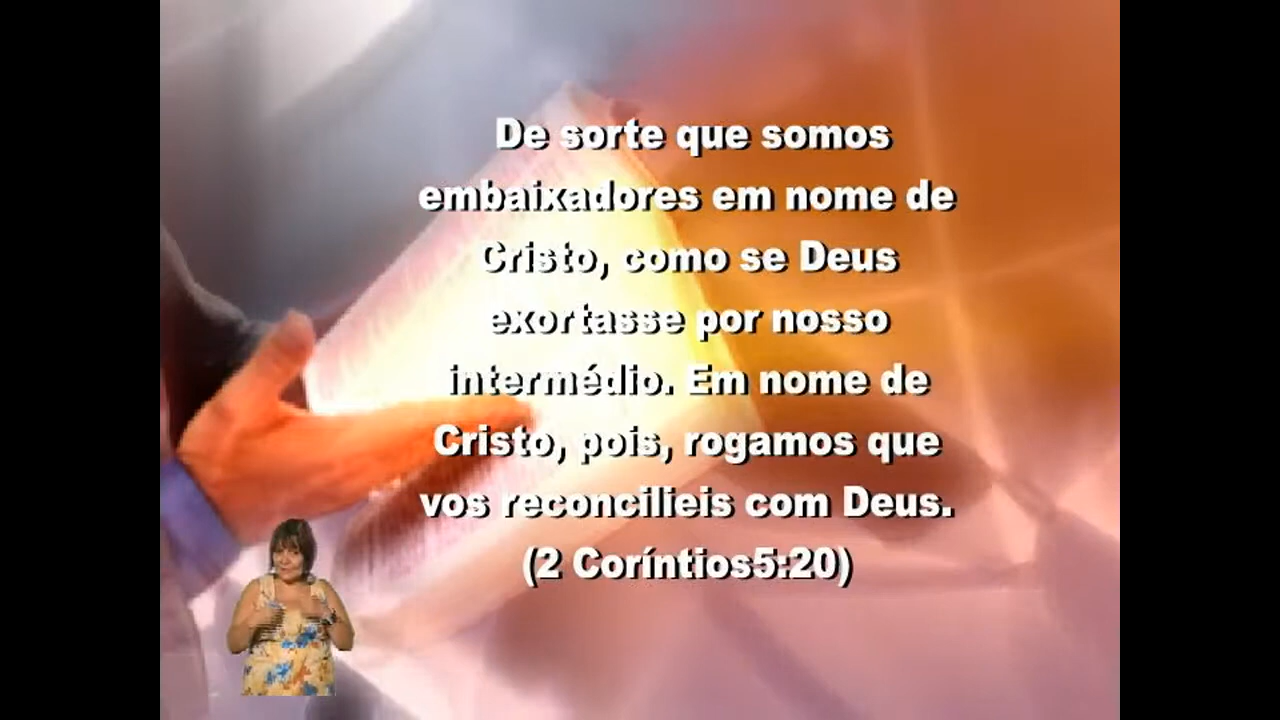 De sorte que somos
embaixadores em nome de
Cristo, como se Deus
exortasse por nosso
intermédio. Em nome de
Cristo, pois, rogamos que
vos reconcilieis com Deus.
(2 Coríntios5:20)